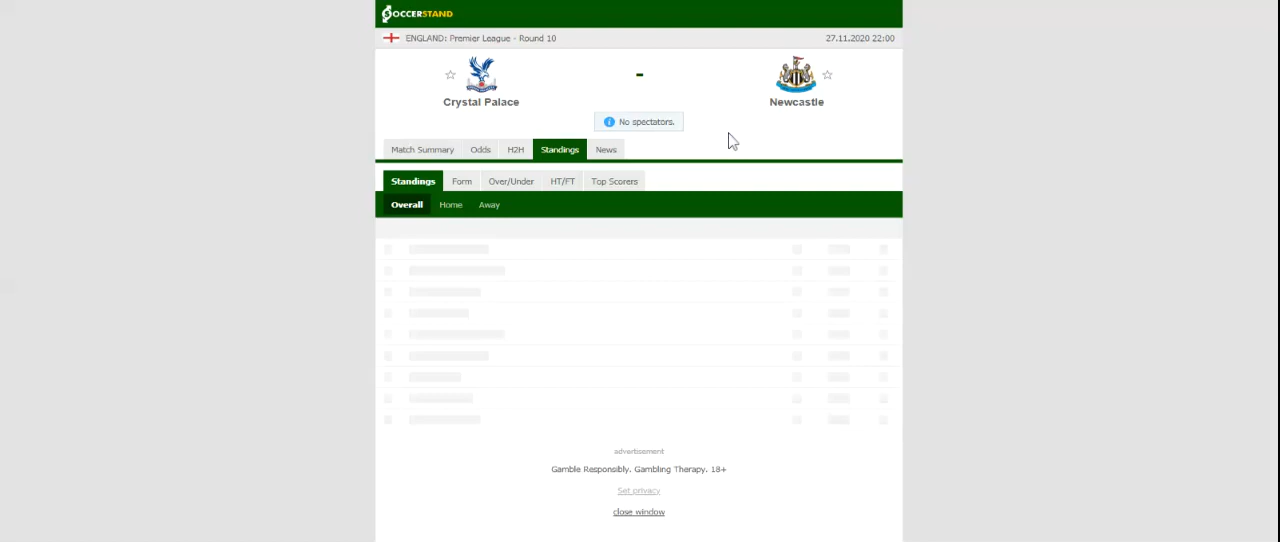 SOCCERSTAND
ENGLAND: Premier League - Round 10 27.11.2020 22:00
-
Crystal Palace Newcastle
No spectators.
Match Summary Odds H2H Standings News
Standings Form Over/Under HT/FT Top Scorers
Overall Home Away
advertisement
Gamble Responsibly. Gambling Therapy. 18+
Set privacy
close window